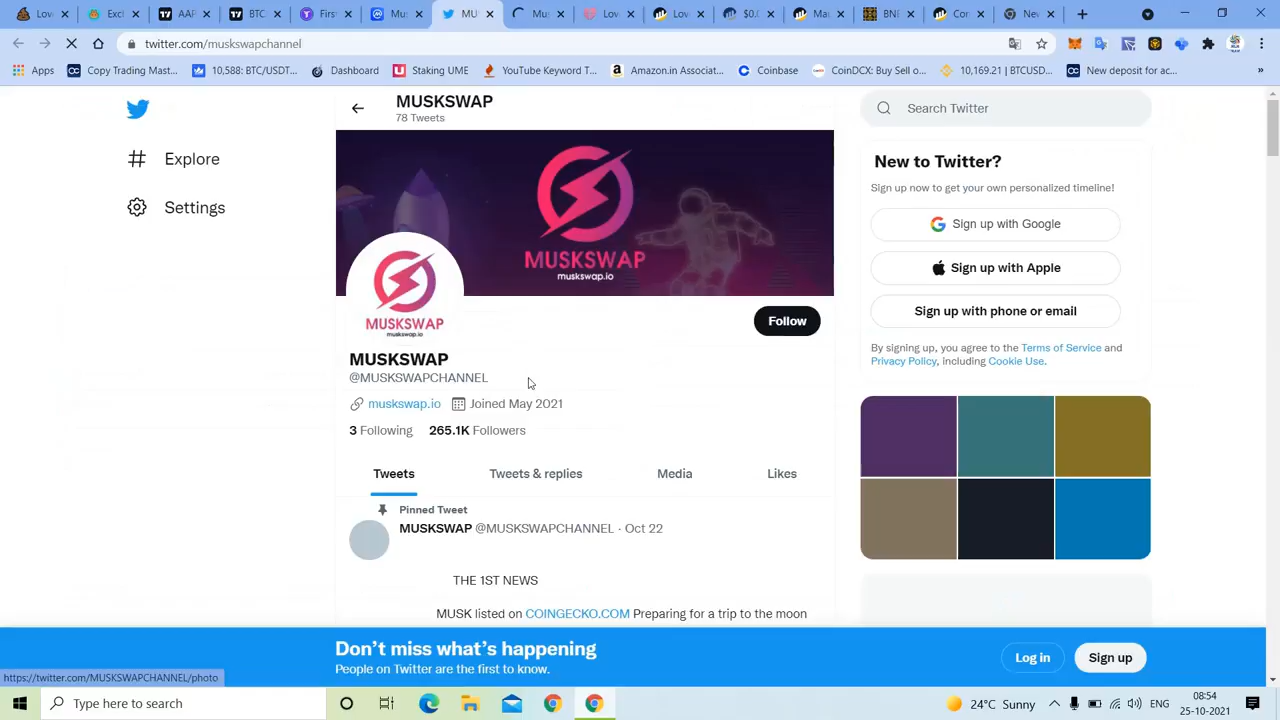 $0.(
twitter.com/muskswapchannel
Apps
Copy Trading Mast...
10,588: BTC/USDT...
Dashboard
Staking UME
YouTube Keyword T...
Amazon.in Associat...
Coinbase
CoinDCX: Buy Sell o...
10,169.21 | BTCUSD...
New deposit for ac...
»
MUSKSWAP
78 Tweets
Search Twitter
Explore
Settings
MUSKSWAP
muskswap.io
MUSKSWAP
muskswap.io
Follow
New to Twitter?
Sign up now to get your own personalized timeline!
Sign up with Google
Sign up with Apple
Sign up with phone or email
By signing up, you agree to the Terms of Service and
Privacy Policy, including Cookie Use.
MUSKSWAP
@MUSKSWAPCHANNEL
muskswap.io Joined May 2021
3 Following 265.1K Followers
Tweets
Tweets & replies
Media
Likes
Pinned Tweet
MUSKSWAP @MUSKSWAPCHANNEL · Oct 22
THE 1ST NEWS
MUSK listed on COINGECKO.COM Preparing for a trip to the moon
Don't miss what's happening
People on Twitter are the first to know.
Log in
Sign up
https://twitter.com/MUSKSWAPCHANNEL/photo
Type here to search
24°C Sunny
ENG
08:54
25-10-2021